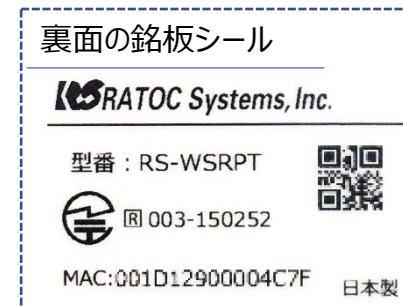 裏面の銘板シール
RATOC Systems, Inc.
型番：RS-WSRPT
R 003-150252
MAC:001D12900004C7F
日本製